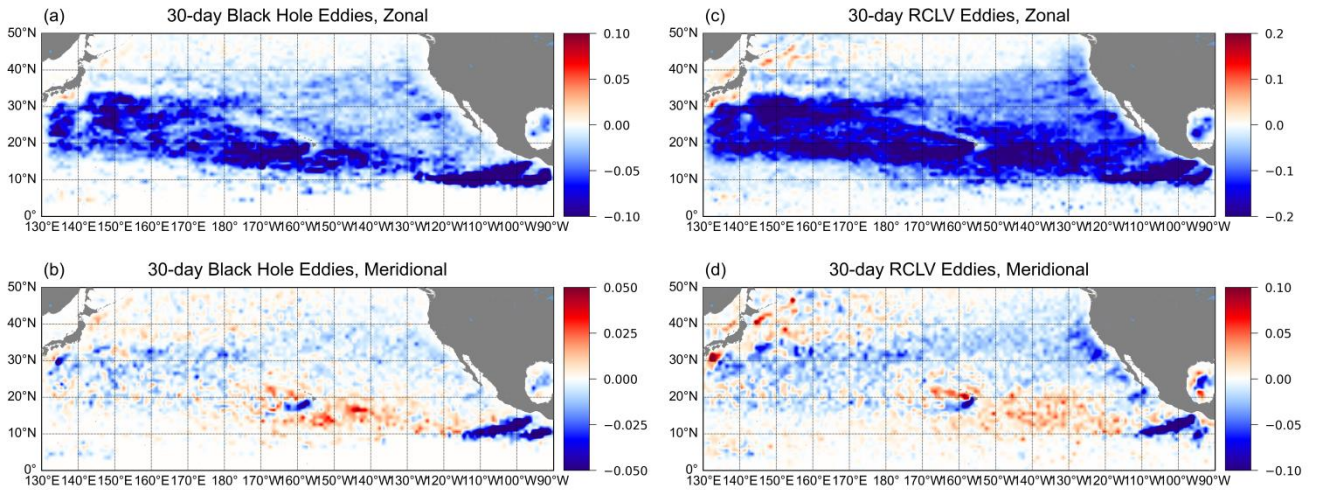 (a) 30-day Black Hole Eddies, Zonal
50°N
40°N
30°N
20°N
10°N
0°
130°E 140°E 150°E 160°E 170°E 180° 170°W 160°W 150°W 140°W 130°W 120°W 110°W 100°W 90°W
0.10
0.05
0.00
−0.05
−0.10
(c) 30-day RCLV Eddies, Zonal
50°N
40°N
30°N
20°N
10°N
0°
130°E 140°E 150°E 160°E 170°E 180° 170°W 160°W 150°W 140°W 130°W 120°W 110°W 100°W 90°W
0.2
0.1
0.0
−0.1
−0.2
(b) 30-day Black Hole Eddies, Meridional
50°N
40°N
30°N
20°N
10°N
0°
130°E 140°E 150°E 160°E 170°E 180° 170°W 160°W 150°W 140°W 130°W 120°W 110°W 100°W 90°W
0.050
0.025
0.000
−0.025
−0.050
(d) 30-day RCLV Eddies, Meridional
50°N
40°N
30°N
20°N
10°N
0°
130°E 140°E 150°E 160°E 170°E 180° 170°W 160°W 150°W 140°W 130°W 120°W 110°W 100°W 90°W
0.10
0.05
0.00
−0.05
−0.10